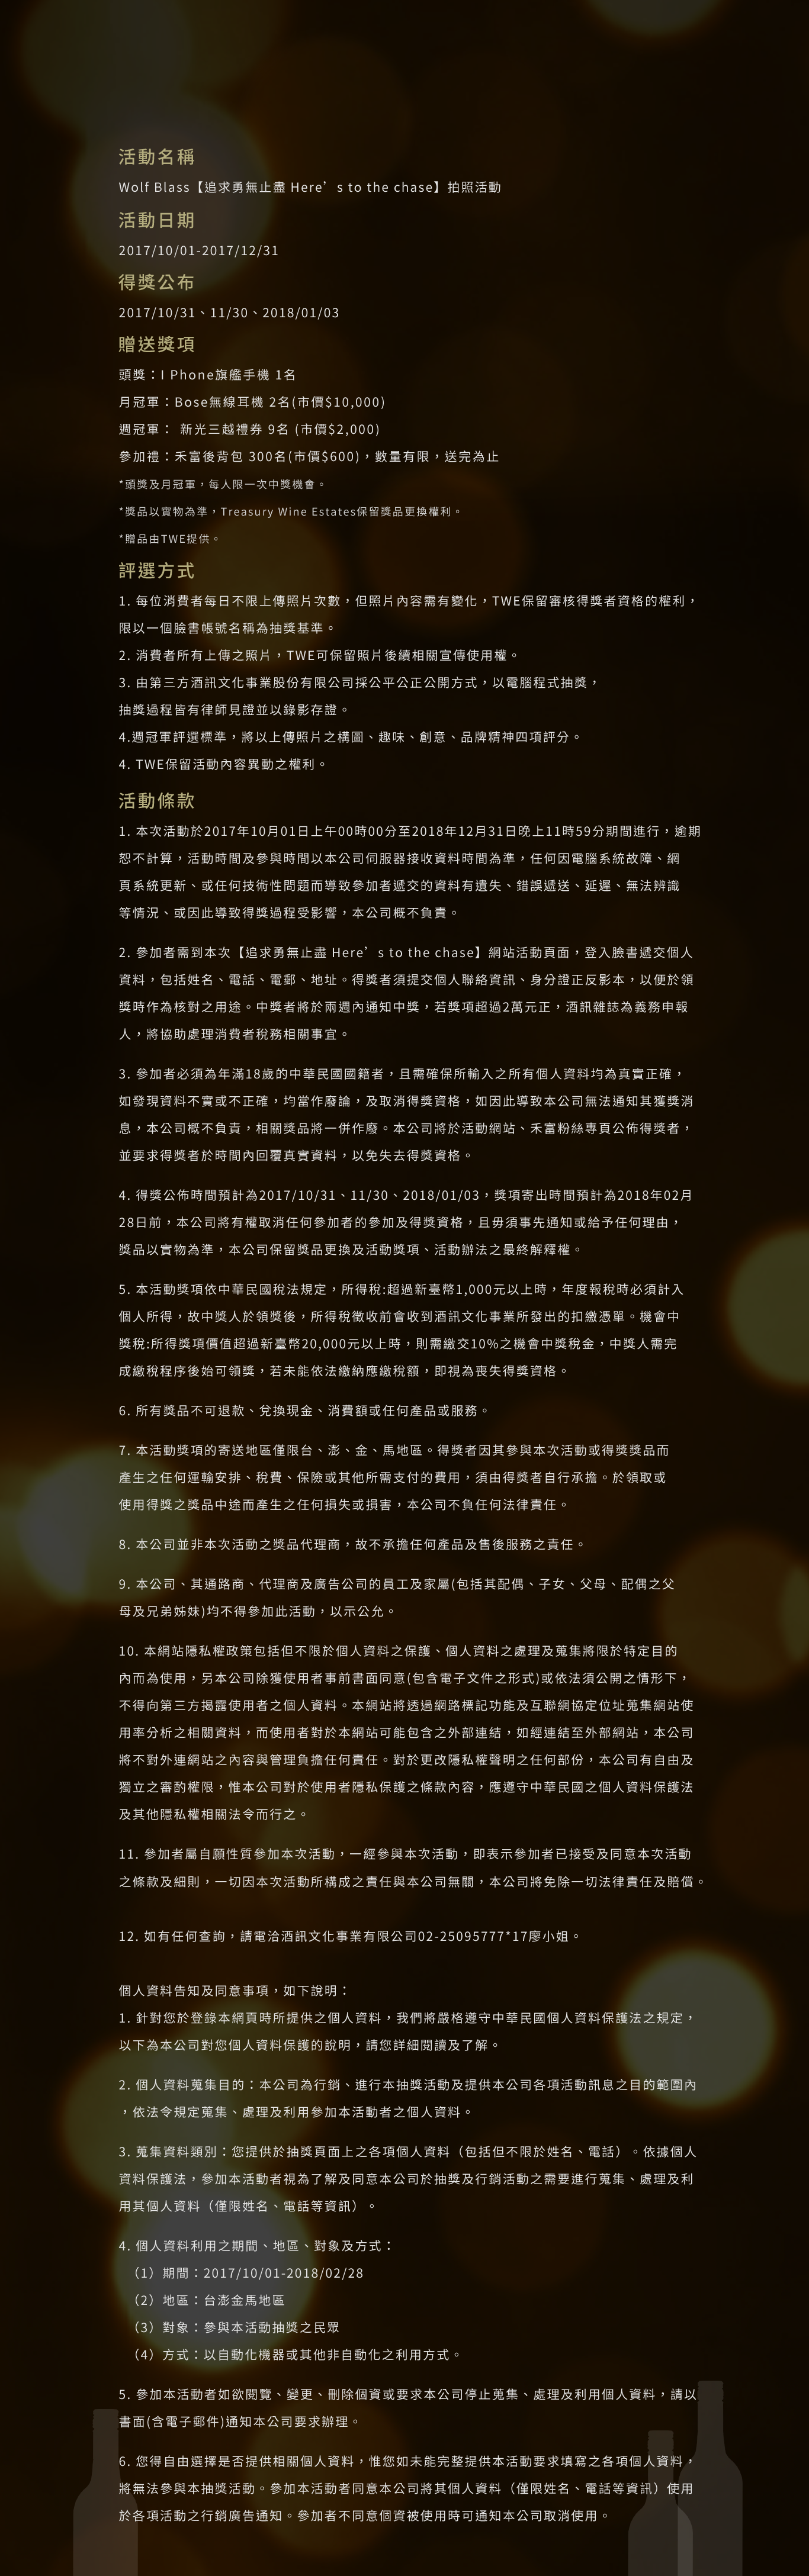 活動名稱
Wolf Blass【追求勇無止盡 Here’s to the chase】拍照活動
活動日期
2017/10/01-2017/12/31
得獎公布
2017/10/31、11/30、2018/01/03
贈送獎項
頭獎：I Phone旗艦手機 1名
月冠軍：Bose無線耳機 2名(市價$10,000)
週冠軍： 新光三越禮券 9名 (市價$2,000)
參加禮：禾富後背包 300名(市價$600)，數量有限，送完為止
*頭獎及月冠軍，每人限一次中獎機會。
*獎品以實物為準，Treasury Wine Estates保留獎品更換權利。
*贈品由TWE提供。
評選方式
1. 每位消費者每日不限上傳照片次數，但照片內容需有變化，TWE保留審核得獎者資格的權利，
限以一個臉書帳號名稱為抽獎基準。
2. 消費者所有上傳之照片，TWE可保留照片後續相關宣傳使用權。
3. 由第三方酒訊文化事業股份有限公司採公平公正公開方式，以電腦程式抽獎，
抽獎過程皆有律師見證並以錄影存證。
4.週冠軍評選標準，將以上傳照片之構圖、趣味、創意、品牌精神四項評分。
4. TWE保留活動內容異動之權利。
活動條款
1. 本次活動於2017年10月01日上午00時00分至2018年12月31日晚上11時59分期間進行，逾期
恕不計算，活動時間及參與時間以本公司伺服器接收資料時間為準，任何因電腦系統故障、網
頁系統更新、或任何技術性問題而導致參加者遞交的資料有遺失、錯誤遞送、延遲、無法辨識
等情況、或因此導致得獎過程受影響，本公司概不負責。
2. 參加者需到本次【追求勇無止盡 Here’s to the chase】網站活動頁面，登入臉書遞交個人
資料，包括姓名、電話、電郵、地址。得獎者須提交個人聯絡資訊、身分證正反影本，以便於領
獎時作為核對之用途。中獎者將於兩週內通知中獎，若獎項超過2萬元正，酒訊雜誌為義務申報
人，將協助處理消費者稅務相關事宜。
3. 參加者必須為年滿18歲的中華民國國籍者，且需確保所輸入之所有個人資料均為真實正確，
如發現資料不實或不正確，均當作廢論，及取消得獎資格，如因此導致本公司無法通知其獲獎消
息，本公司概不負責，相關獎品將一併作廢。本公司將於活動網站、禾富粉絲專頁公佈得獎者，
並要求得獎者於時間內回覆真實資料，以免失去得獎資格。
4. 得獎公佈時間預計為2017/10/31、11/30、2018/01/03，獎項寄出時間預計為2018年02月
28日前，本公司將有權取消任何參加者的參加及得獎資格，且毋須事先通知或給予任何理由，
獎品以實物為準，本公司保留獎品更換及活動獎項、活動辦法之最終解釋權。
5. 本活動獎項依中華民國稅法規定，所得稅:超過新臺幣1,000元以上時，年度報稅時必須計入
個人所得，故中獎人於領獎後，所得稅徵收前會收到酒訊文化事業所發出的扣繳憑單。機會中
獎稅:所得獎項價值超過新臺幣20,000元以上時，則需繳交10%之機會中獎稅金，中獎人需完
成繳稅程序後始可領獎，若未能依法繳納應繳稅額，即視為喪失得獎資格。
6. 所有獎品不可退款、兌換現金、消費額或任何產品或服務。
7. 本活動獎項的寄送地區僅限台、澎、金、馬地區。得獎者因其參與本次活動或得獎獎品而
產生之任何運輸安排、稅費、保險或其他所需支付的費用，須由得獎者自行承擔。於領取或
使用得獎之獎品中途而產生之任何損失或損害，本公司不負任何法律責任。
8. 本公司並非本次活動之獎品代理商，故不承擔任何產品及售後服務之責任。
9. 本公司、其通路商、代理商及廣告公司的員工及家屬(包括其配偶、子女、父母、配偶之父
母及兄弟姊妹)均不得參加此活動，以示公允。
10. 本網站隱私權政策包括但不限於個人資料之保護、個人資料之處理及蒐集將限於特定目的
內而為使用，另本公司除獲使用者事前書面同意(包含電子文件之形式)或依法須公開之情形下，
不得向第三方揭露使用者之個人資料。本網站將透過網路標記功能及互聯網協定位址蒐集網站使
用率分析之相關資料，而使用者對於本網站可能包含之外部連結，如經連結至外部網站，本公司
將不對外連網站之內容與管理負擔任何責任。對於更改隱私權聲明之任何部份，本公司有自由及
獨立之審酌權限，惟本公司對於使用者隱私保護之條款內容，應遵守中華民國之個人資料保護法
及其他隱私權相關法令而行之。
11. 參加者屬自願性質參加本次活動，一經參與本次活動，即表示參加者已接受及同意本次活動
之條款及細則，一切因本次活動所構成之責任與本公司無關，本公司將免除一切法律責任及賠償。
12. 如有任何查詢，請電洽酒訊文化事業有限公司02-25095777*17廖小姐。
個人資料告知及同意事項，如下說明：
1. 針對您於登錄本網頁時所提供之個人資料，我們將嚴格遵守中華民國個人資料保護法之規定，
以下為本公司對您個人資料保護的說明，請您詳細閱讀及了解。
2. 個人資料蒐集目的：本公司為行銷、進行本抽獎活動及提供本公司各項活動訊息之目的範圍內
，依法令規定蒐集、處理及利用參加本活動者之個人資料。
3. 蒐集資料類別：您提供於抽獎頁面上之各項個人資料（包括但不限於姓名、電話）。依據個人
資料保護法，參加本活動者視為了解及同意本公司於抽獎及行銷活動之需要進行蒐集、處理及利
用其個人資料（僅限姓名、電話等資訊）。
4. 個人資料利用之期間、地區、對象及方式：
（1）期間：2017/10/01-2018/02/28
（2）地區：台澎金馬地區
（3）對象：參與本活動抽獎之民眾
（4）方式：以自動化機器或其他非自動化之利用方式。
5. 參加本活動者如欲閱覽、變更、刪除個資或要求本公司停止蒐集、處理及利用個人資料，請以
書面(含電子郵件)通知本公司要求辦理。
6. 您得自由選擇是否提供相關個人資料，惟您如未能完整提供本活動要求填寫之各項個人資料，
將無法參與本抽獎活動。參加本活動者同意本公司將其個人資料（僅限姓名、電話等資訊）使用
於各項活動之行銷廣告通知。參加者不同意個資被使用時可通知本公司取消使用。